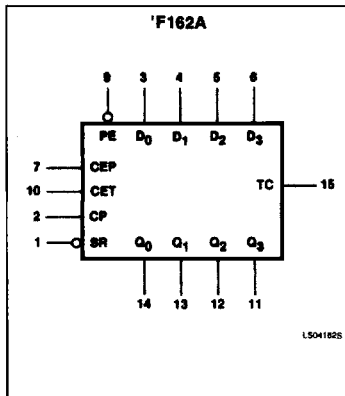 'F162A
9 3 4 5 6
PE D0 D1 D2 D3
7 CEP
10 CET
TC 15
2 CP
1 SR Q0 Q1 Q2 Q3
14 13 12 11
LS04162S